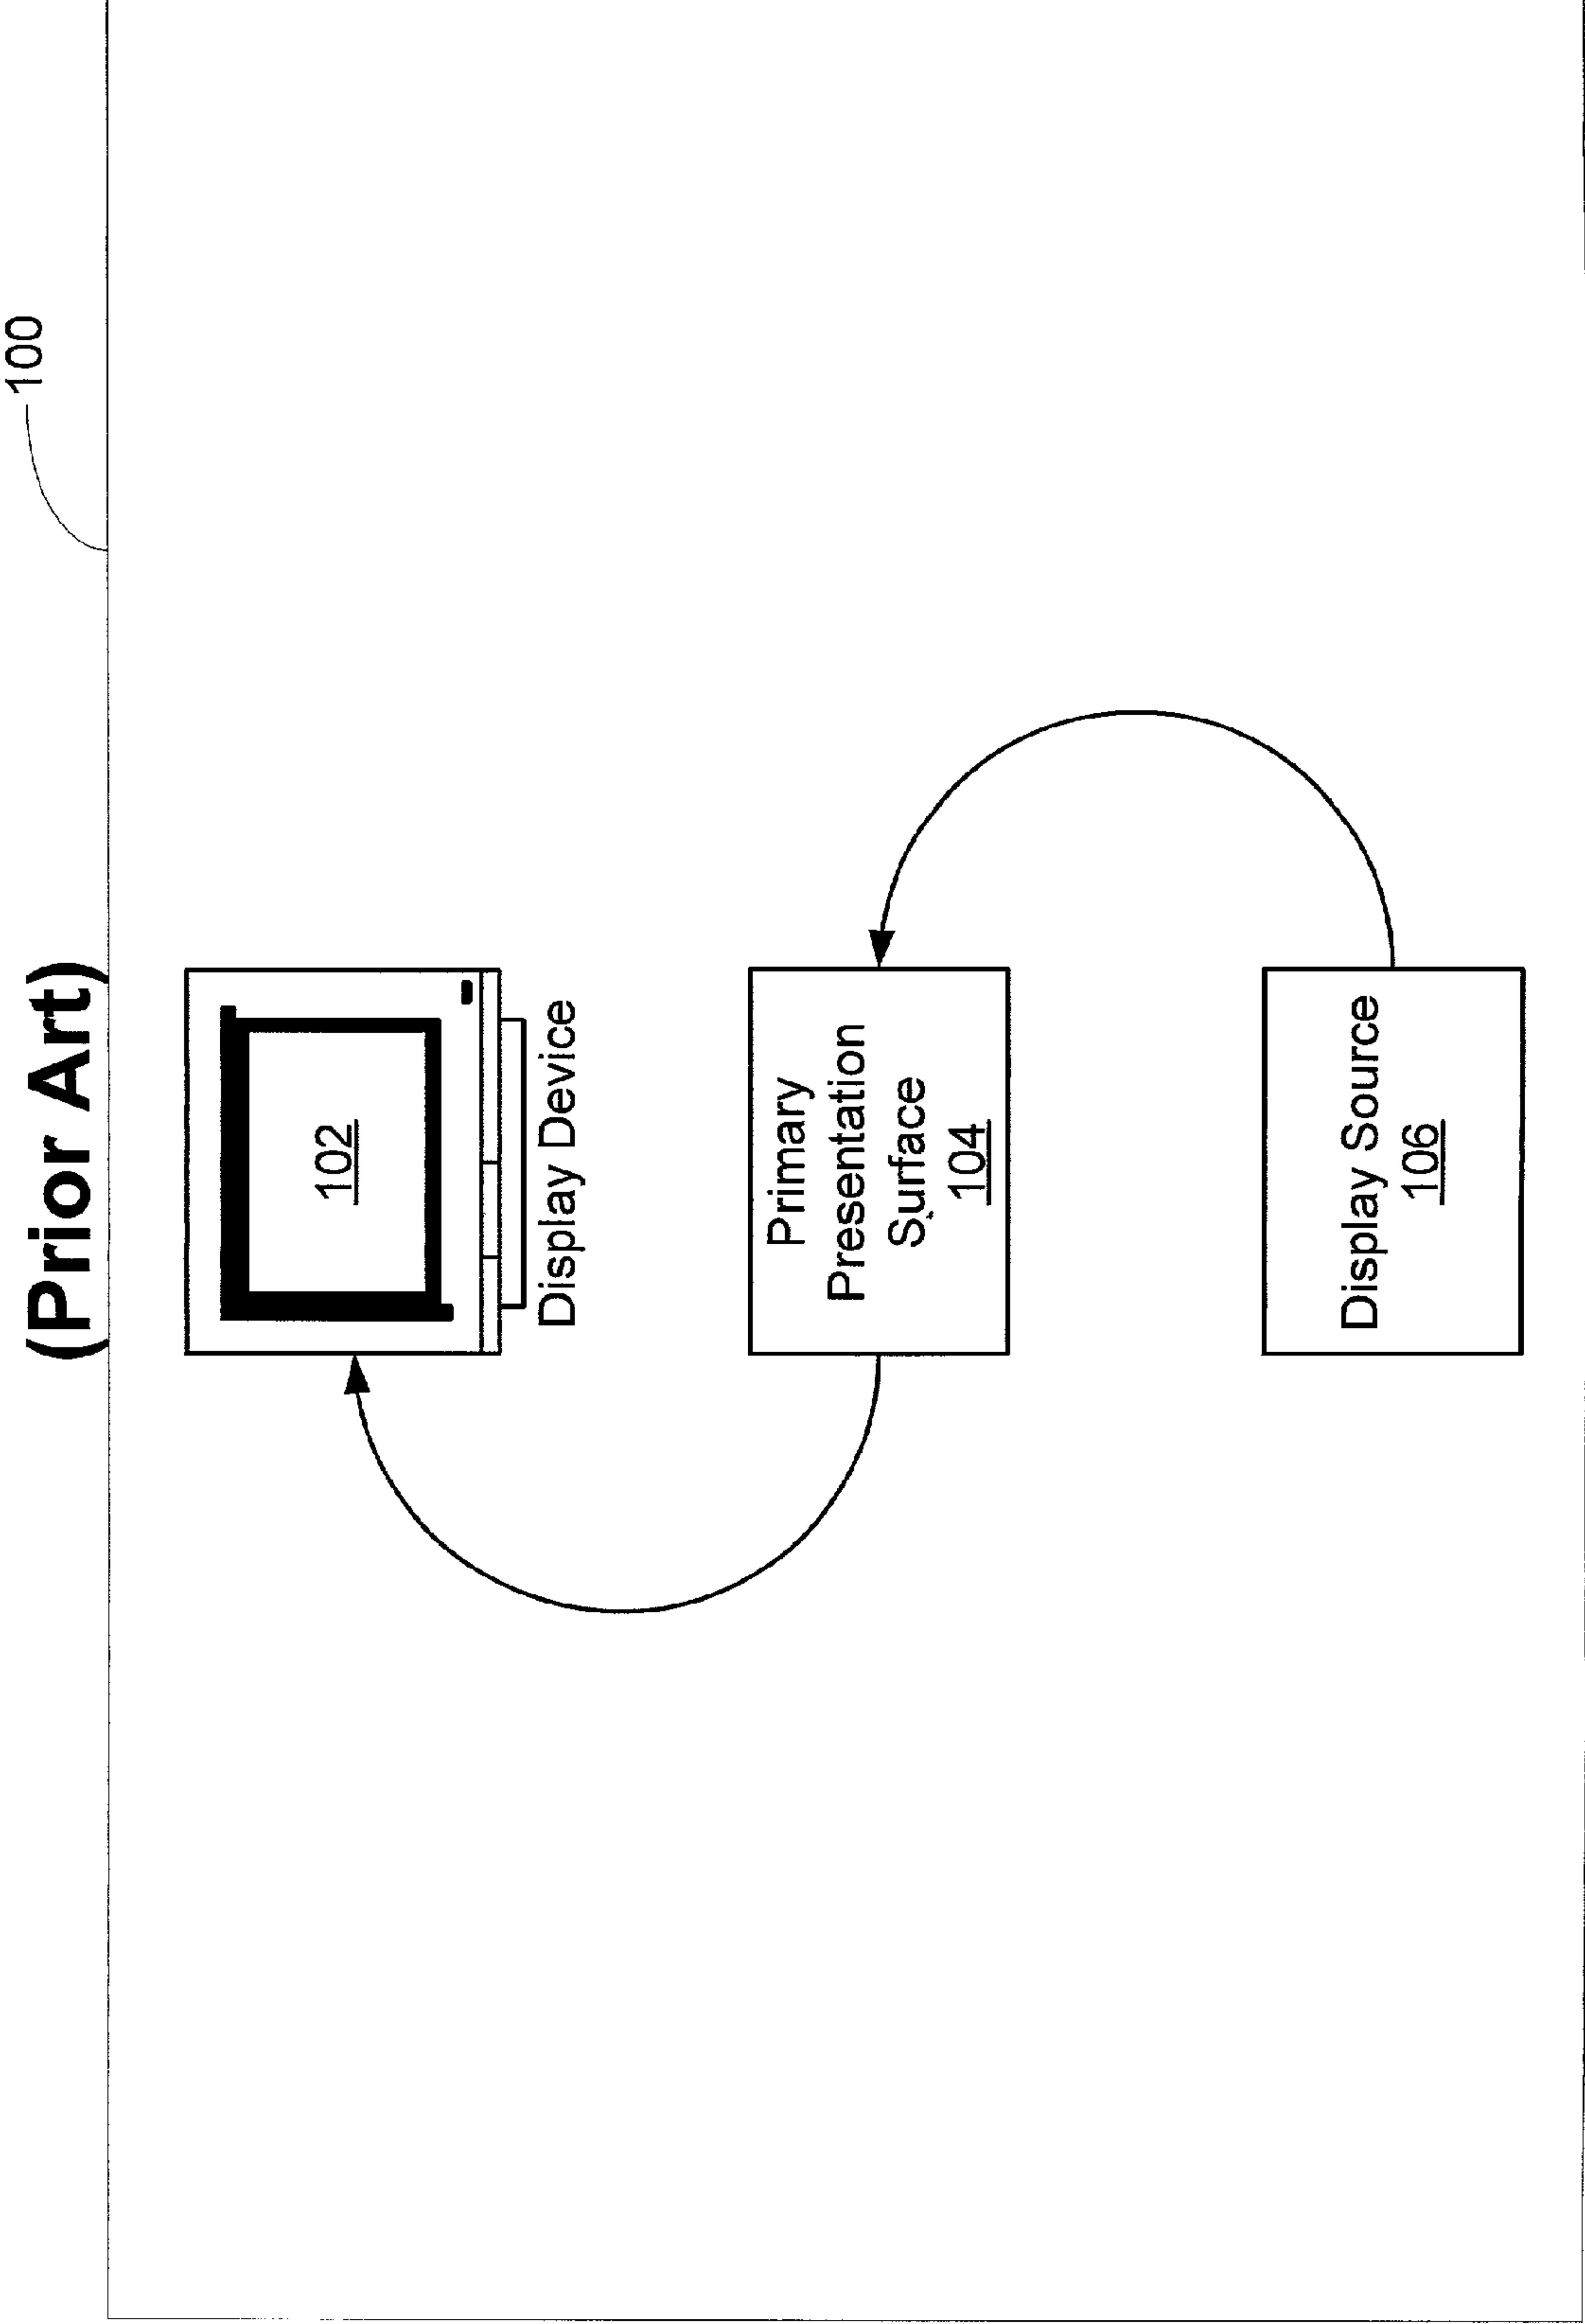 (Prior Art)
100
102
Display Device
Primary
Presentation
Surface
104
Display Source
106